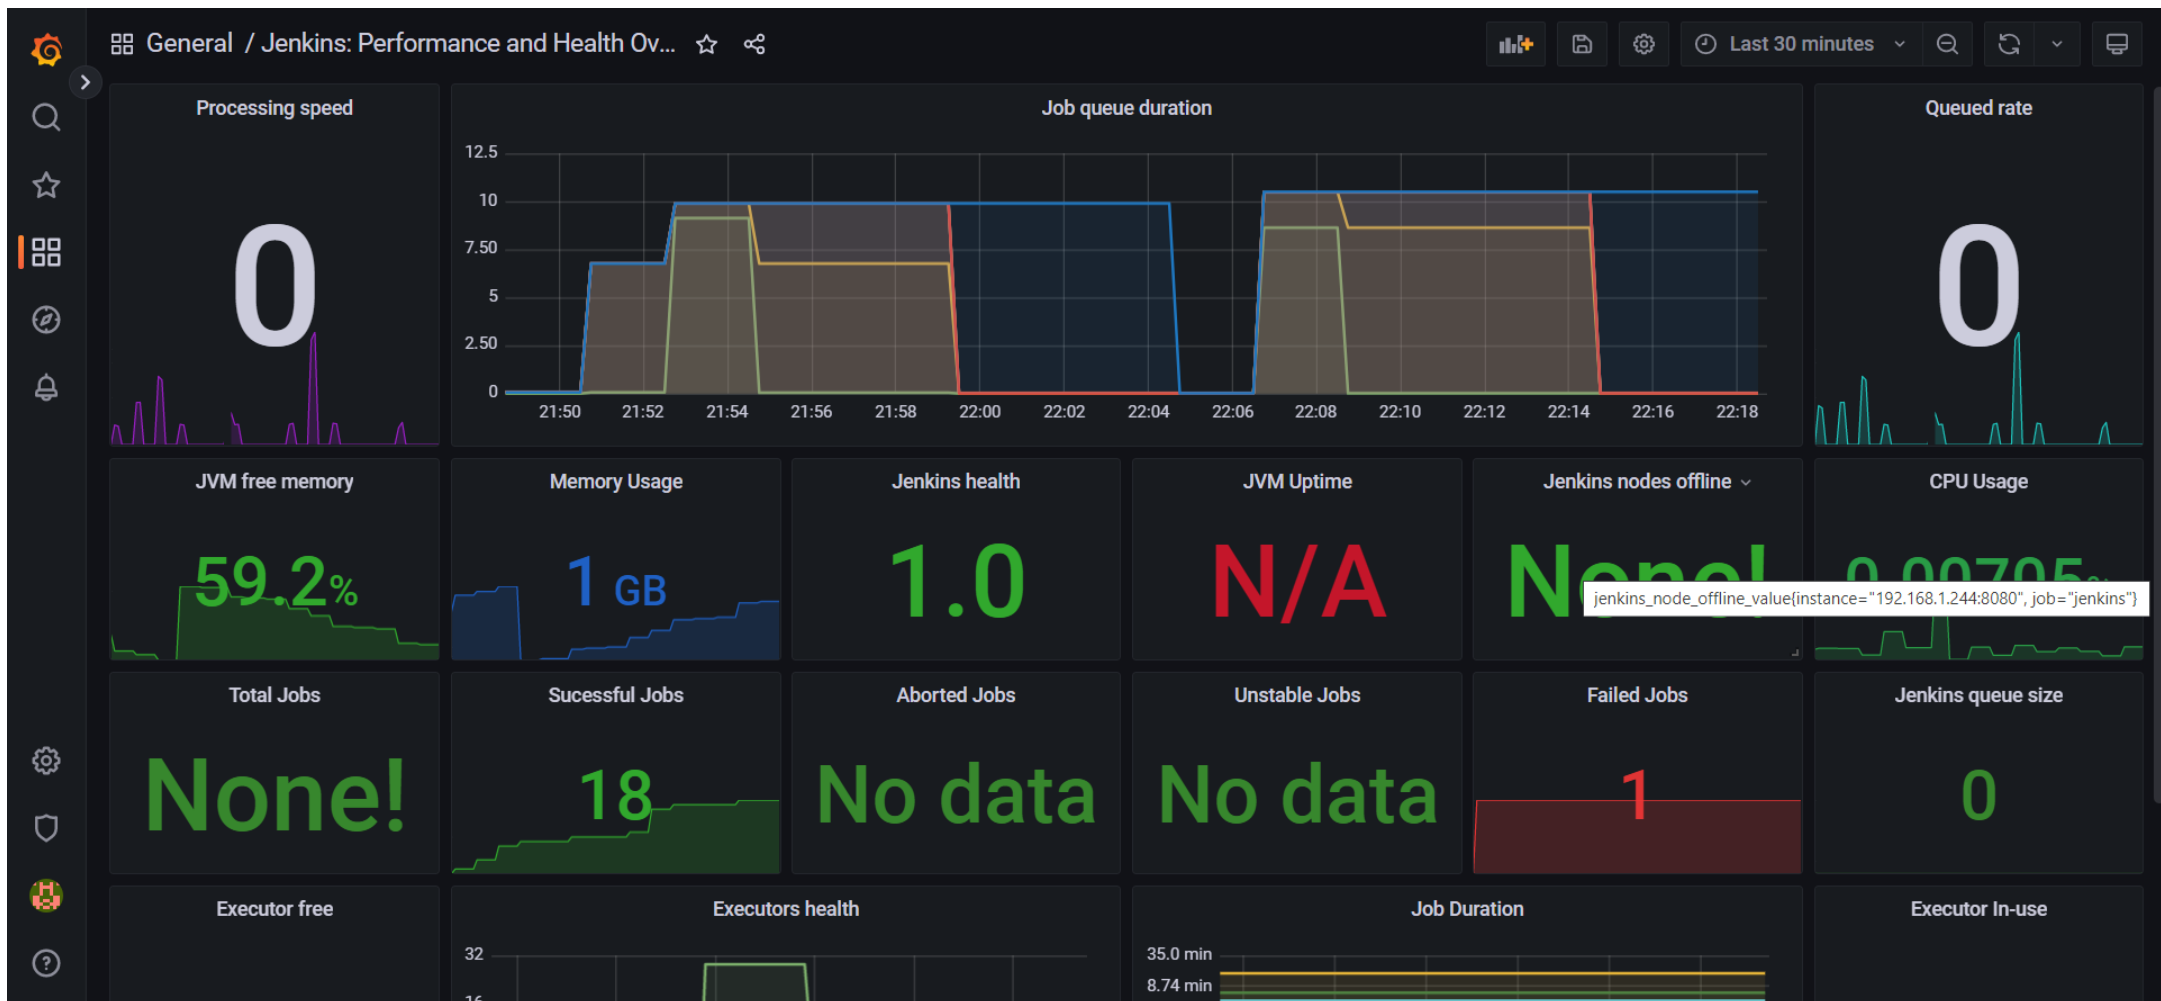 General / Jenkins: Performance and Health Ov...
Last 30 minutes
Processing speed
0
Job queue duration
12.5
10
7.50
5
2.50
0
21:50 21:52 21:54 21:56 21:58 22:00 22:02 22:04 22:06 22:08 22:10 22:12 22:14 22:16 22:18
Queued rate
0
JVM free memory
59.2%
Memory Usage
1 GB
Jenkins health
1.0
JVM Uptime
N/A
Jenkins nodes offline
None!
CPU Usage
jenkins_node_offline_value{instance="192.168.1.244:8080", job="jenkins"}
Total Jobs
None!
Sucessful Jobs
18
Aborted Jobs
No data
Unstable Jobs
No data
Failed Jobs
1
Jenkins queue size
0
Executor free
Executors health
32
16
Job Duration
35.0 min
8.74 min
Executor In-use